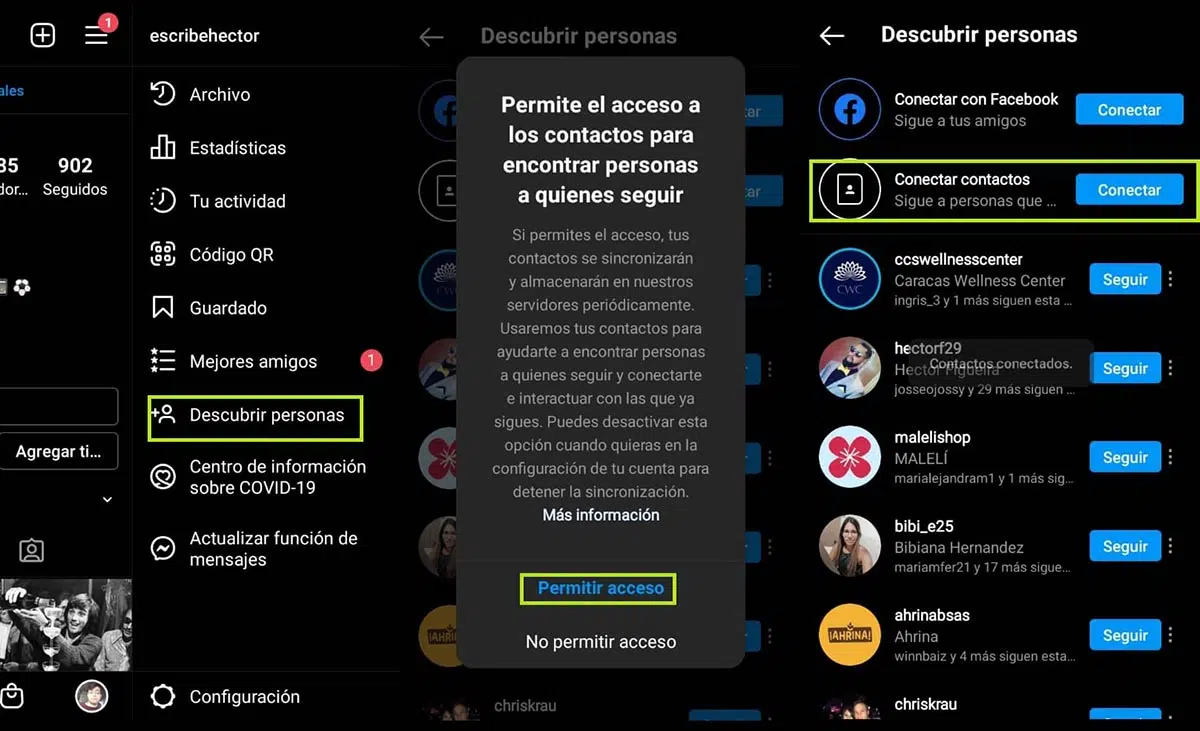 1
escribehector
ales
35
902
dor...
Seguidos
Agregar ti...
Archivo
Estadísticas
Tu actividad
Código QR
Guardado
Mejores amigos
1
Descubrir personas
Centro de información
sobre COVID-19
Actualizar función de
mensajes
Configuración
Descubrir personas
Permite el acceso a
los contactos para
encontrar personas
a quienes seguir
Si permites el acceso, tus
contactos se sincronizarán
y almacenarán en nuestros
servidores periódicamente.
Usaremos tus contactos para
ayudarte a encontrar personas
a quienes seguir y conectarte
e interactuar con las que ya
sigues. Puedes desactivar esta
opción cuando quieras en la
configuración de tu cuenta para
detener la sincronización.
Más información
Permitir acceso
No permitir acceso
tar
tar
CW
¡AHRI
chriskrau
Descubrir personas
Conectar con Facebook
Sigue a tus amigos
Conectar
Conectar contactos
Sigue a personas que ...
Conectar
CWC
ccswellnesscenter
Caracas Wellness Center
ingris_3 y 1 más siguen esta ...
Seguir
hectorf29
Hector Figueira
Contactos conectados.
josseojossy y 29 más siguen ...
Seguir
malelishop
MALELÍ
marialejandram1 y 1 más sig...
Seguir
bibi_e25
Bibiana Hernandez
mariamfer21 y 17 más sigue...
Seguir
¡AHRINA!
ahrinabsas
Ahrina
winnbaiz y 4 más siguen esta...
Seguir
chriskrau